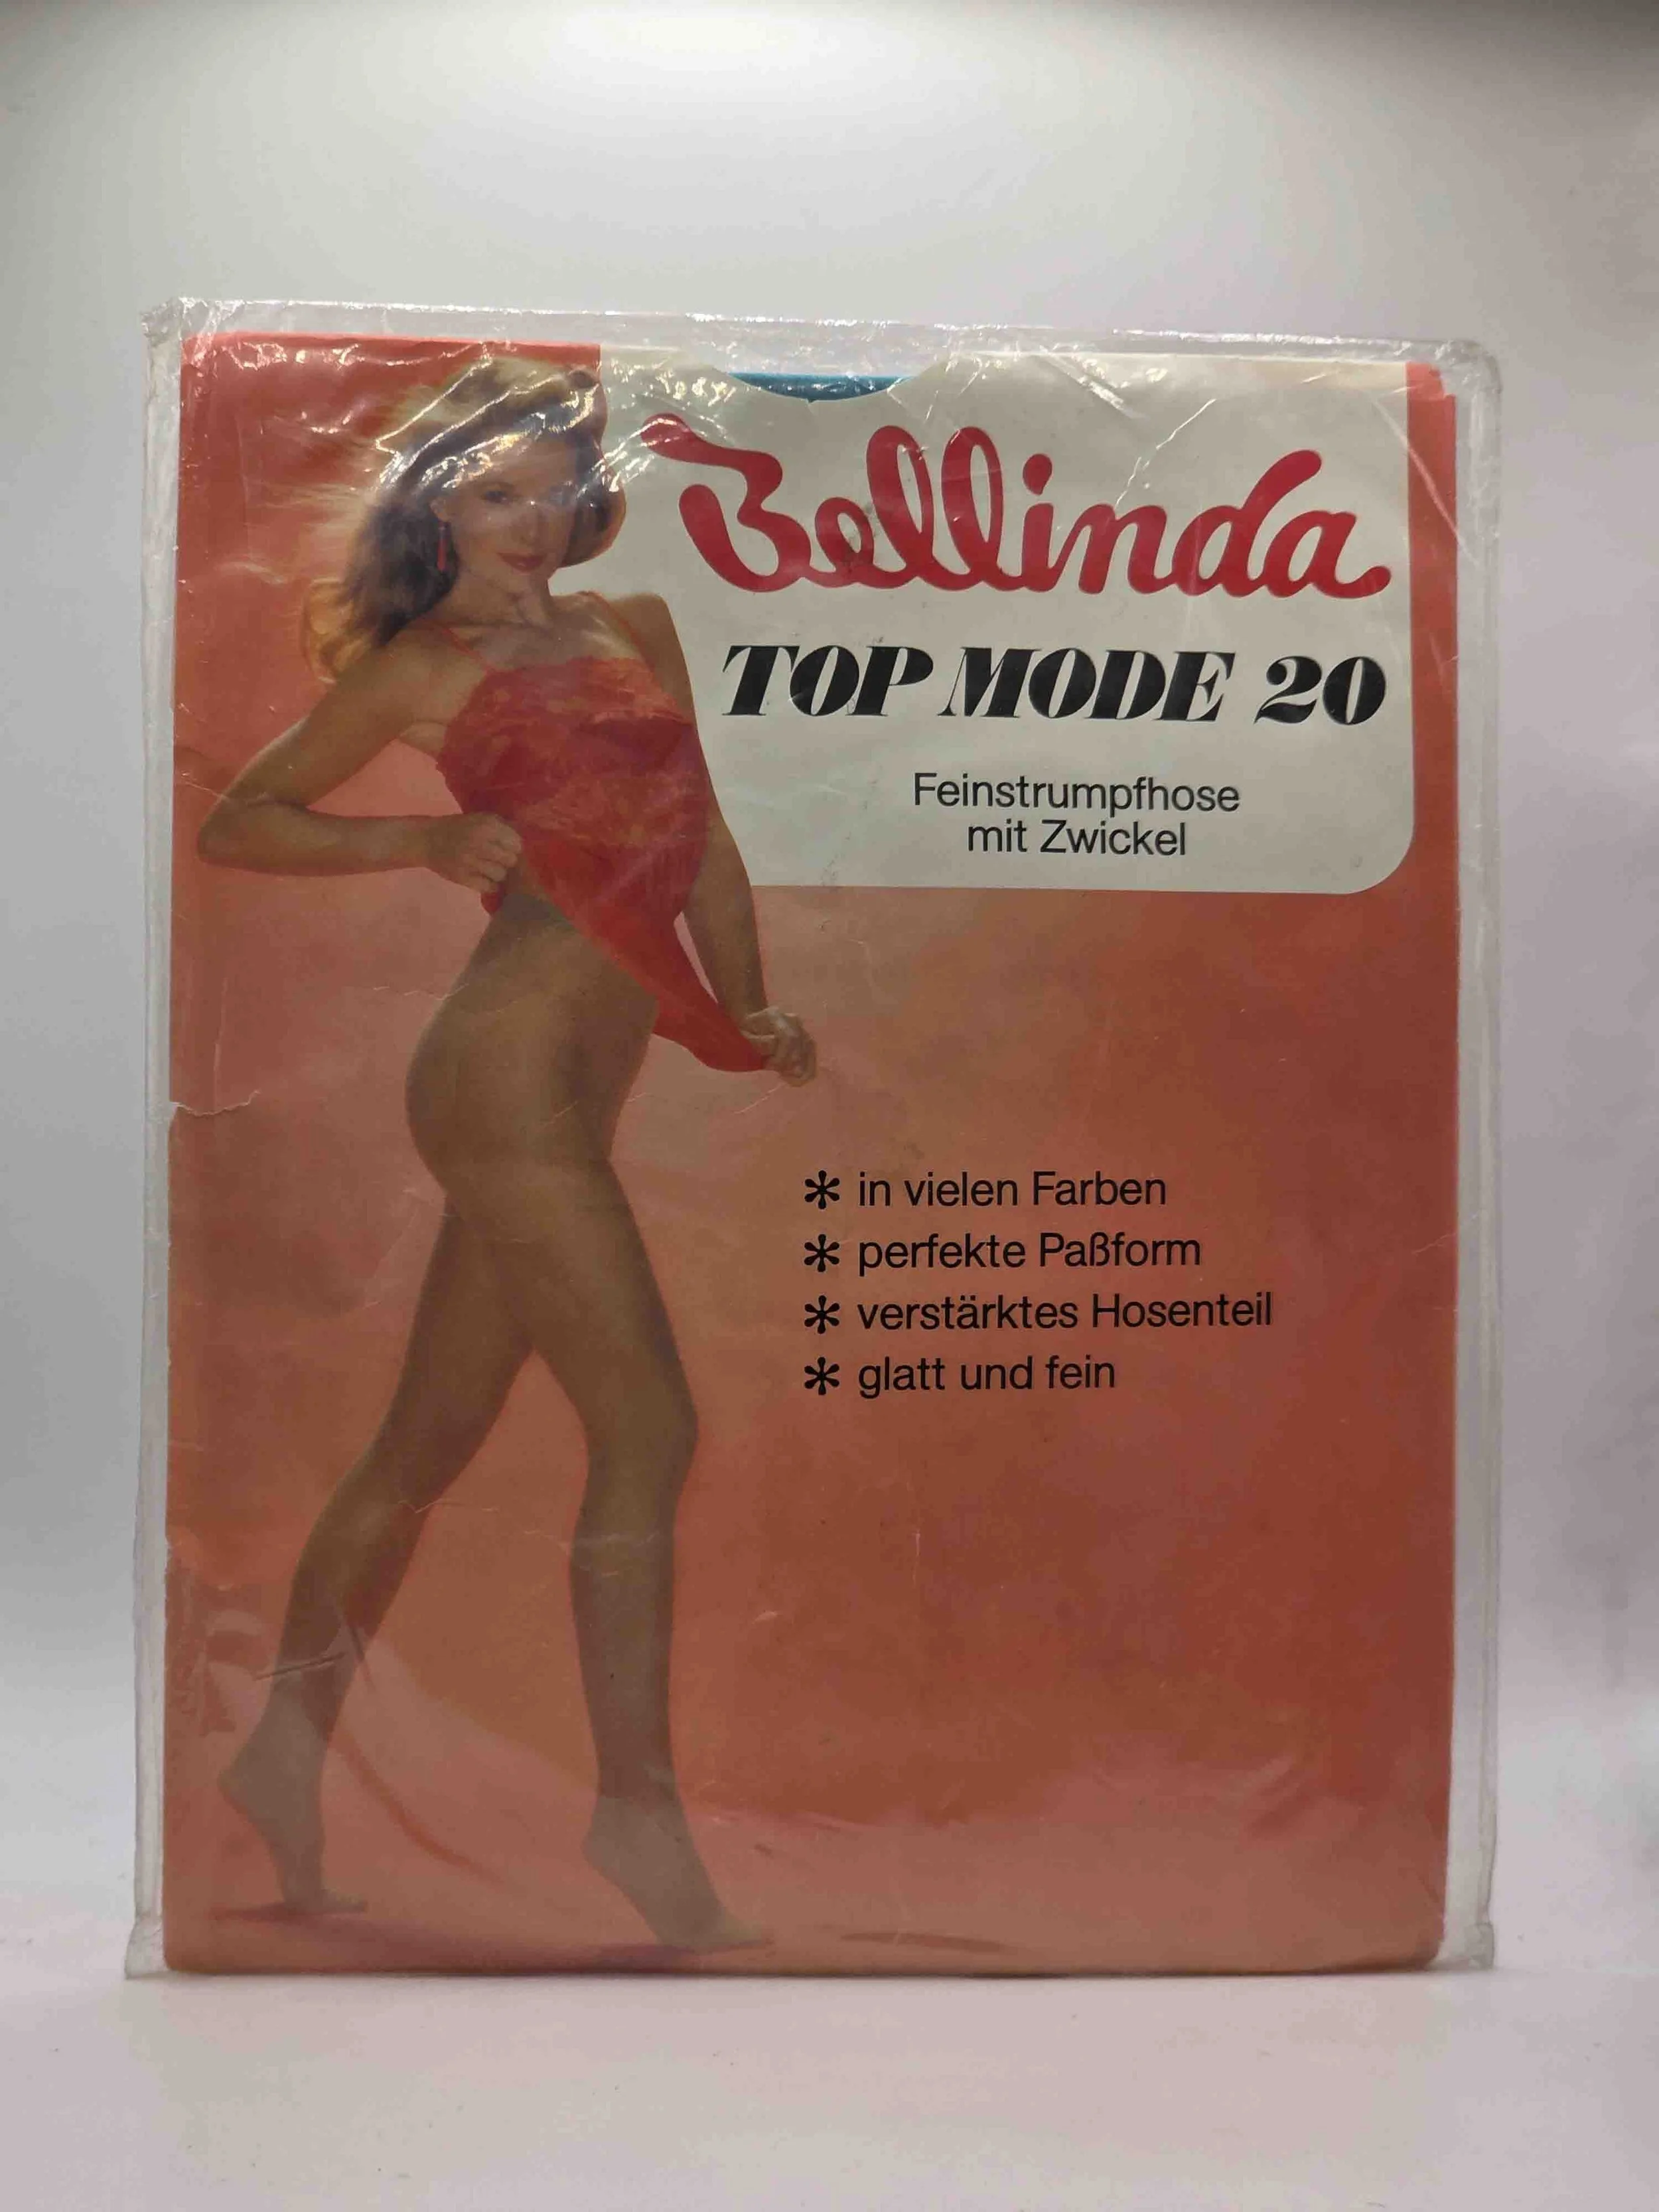 Bellinda
TOP MODE 20
Feinstrumpfhose
mit Zwickel
* in vielen Farben
* perfekte Paßform
* verstärktes Hosenteil
* glatt und fein